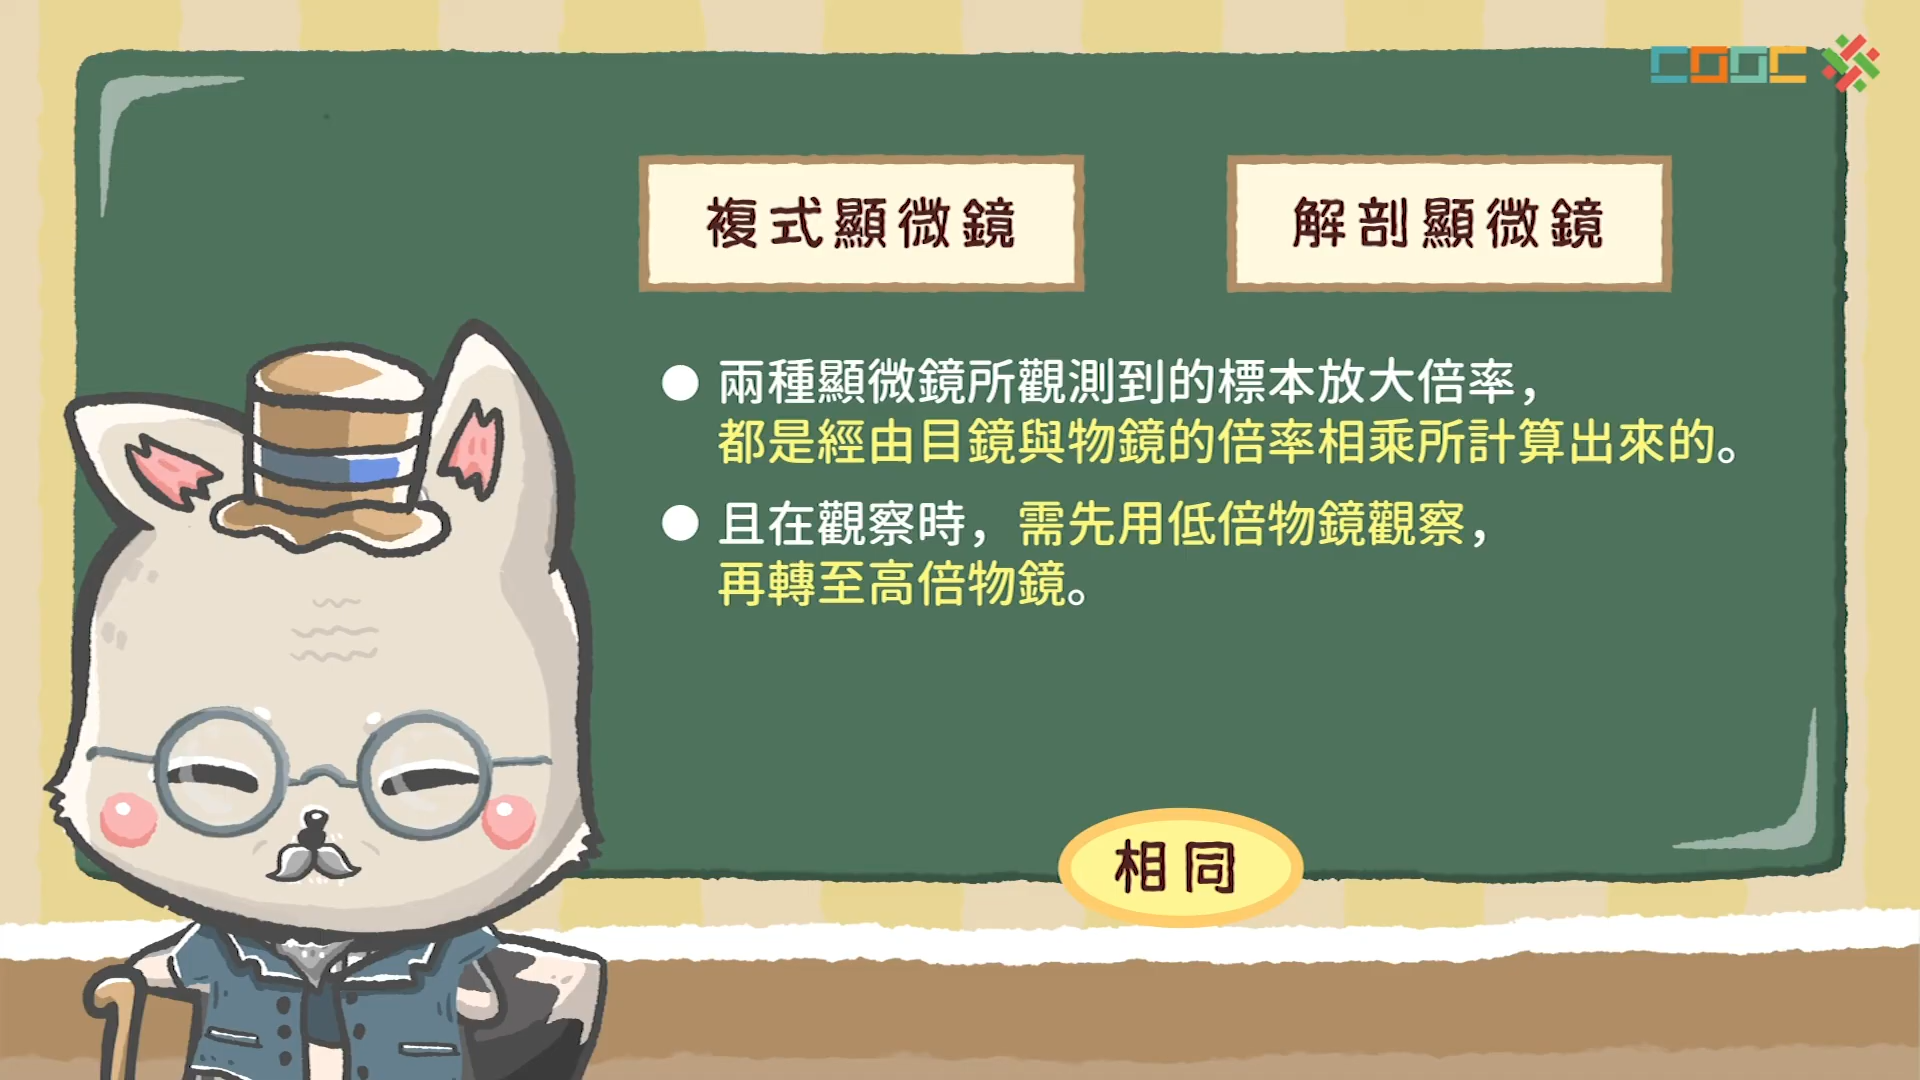 COOC
複式顯微鏡
解剖顯微鏡
● 兩種顯微鏡所觀測到的標本放大倍率，
都是經由目鏡與物鏡的倍率相乘所計算出來的。
● 且在觀察時，需先用低倍物鏡觀察，
再轉至高倍物鏡。
相同